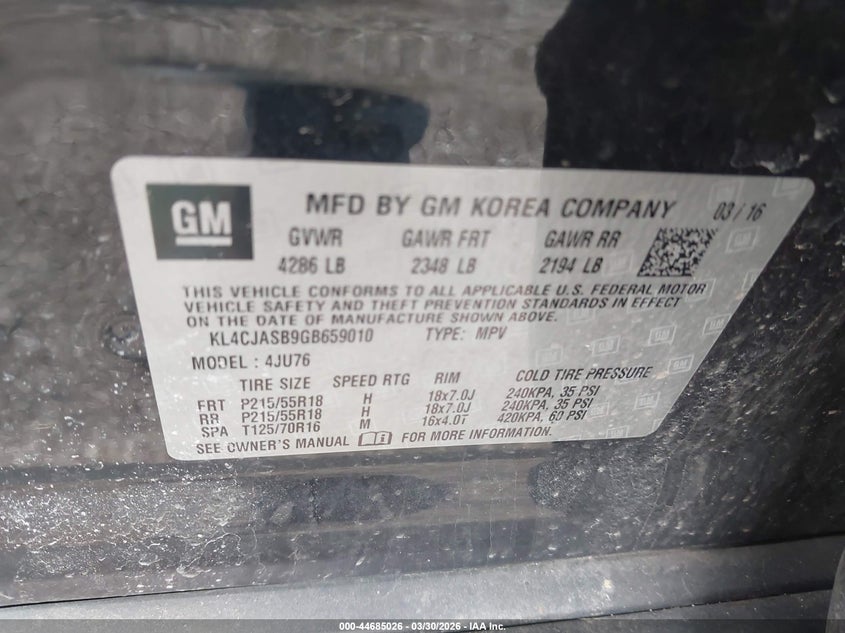 GM
MFD BY GM KOREA COMPANY 03/16
GVWR GAWR FRT GAWR RR
4286 LB 2348 LB 2194 LB
THIS VEHICLE CONFORMS TO ALL APPLICABLE U.S. FEDERAL MOTOR
VEHICLE SAFETY AND THEFT PREVENTION STANDARDS IN EFFECT
ON THE DATE OF MANUFACTURE SHOWN ABOVE.
KL4CJASB9GB659010 TYPE: MPV
MODEL: 4JU76
TIRE SIZE SPEED RTG RIM COLD TIRE PRESSURE
FRT P215/55R18 H 18x7.0J 240KPA, 35 PSI
RR P215/55R18 H 18x7.0J 240KPA, 35 PSI
SPA T125/70R16 M 16x4.0T 420KPA, 60 PSI
SEE OWNER'S MANUAL FOR MORE INFORMATION.
000-44685026 - 03/30/2026 - IAA Inc.